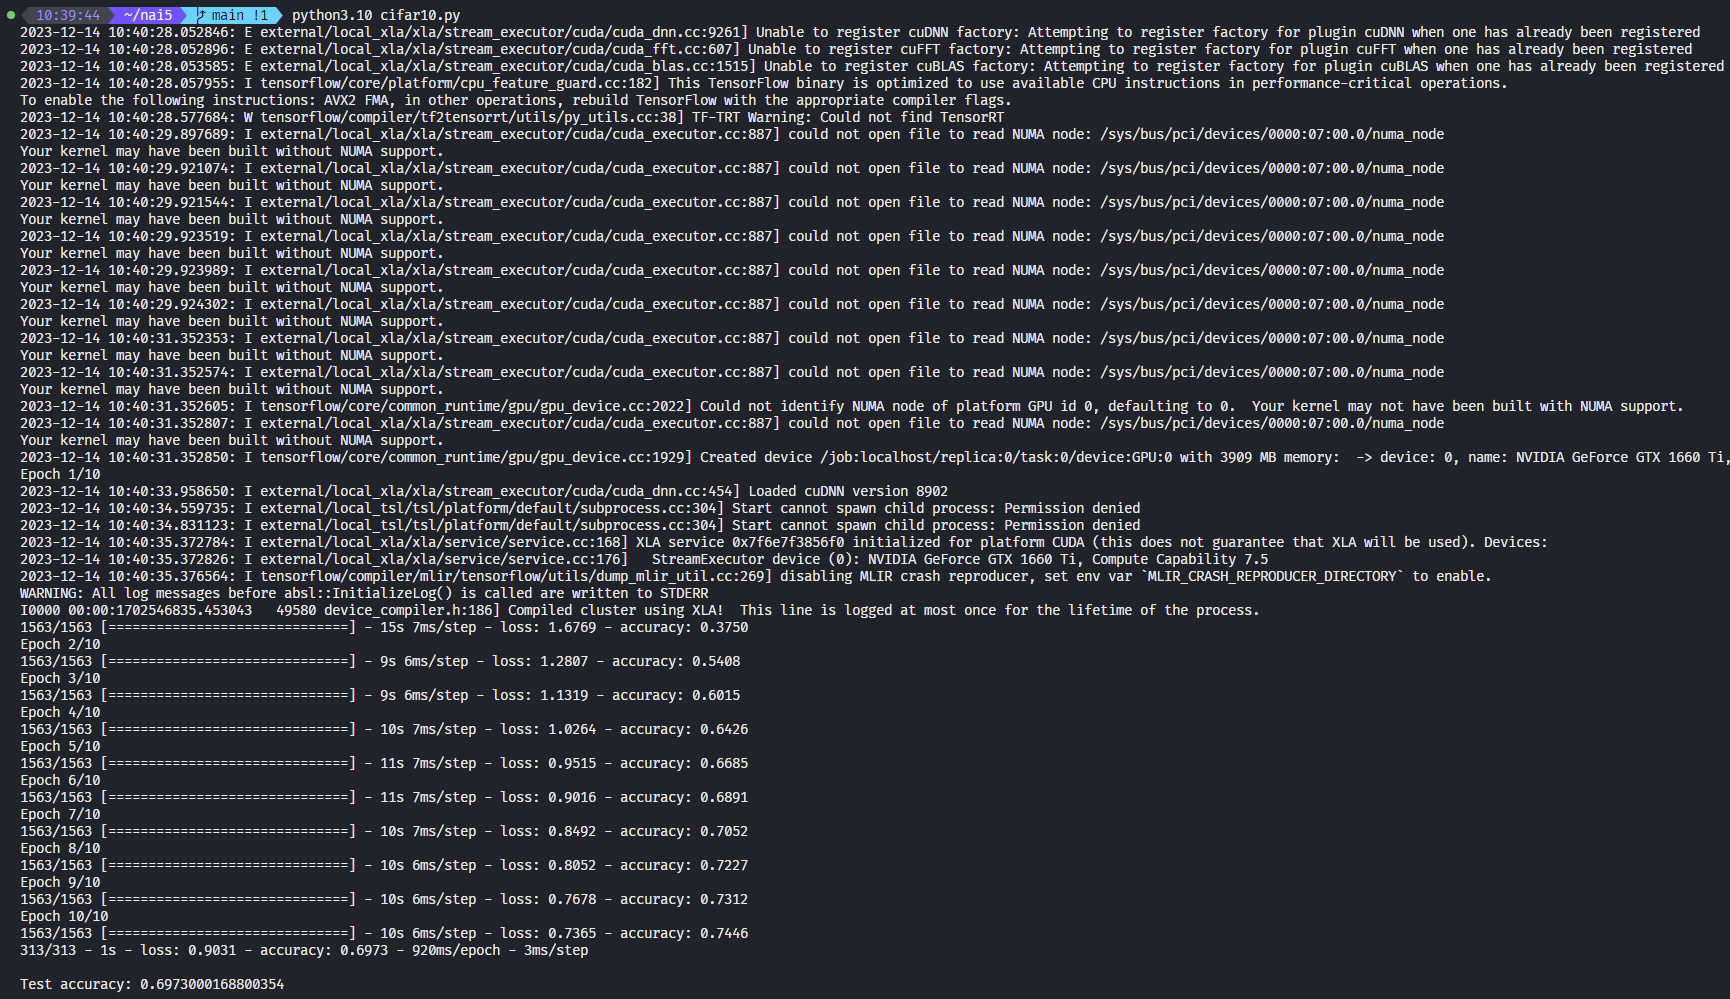 10:39:44 ~/nai5 main !1 python3.10 cifar10.py
2023-12-14 10:40:28.052846: E external/local_xla/xla/stream_executor/cuda/cuda_dnn.cc:9261] Unable to register cuDNN factory: Attempting to register factory for plugin cuDNN when one has already been registered
2023-12-14 10:40:28.052896: E external/local_xla/xla/stream_executor/cuda/cuda_fft.cc:607] Unable to register cuFFT factory: Attempting to register factory for plugin cuFFT when one has already been registered
2023-12-14 10:40:28.053585: E external/local_xla/xla/stream_executor/cuda/cuda_blas.cc:1515] Unable to register cuBLAS factory: Attempting to register factory for plugin cuBLAS when one has already been registered
2023-12-14 10:40:28.057955: I tensorflow/core/platform/cpu_feature_guard.cc:182] This TensorFlow binary is optimized to use available CPU instructions in performance-critical operations.
To enable the following instructions: AVX2 FMA, in other operations, rebuild TensorFlow with the appropriate compiler flags.
2023-12-14 10:40:28.577684: W tensorflow/compiler/tf2tensorrt/utils/py_utils.cc:38] TF-TRT Warning: Could not find TensorRT
2023-12-14 10:40:29.897689: I external/local_xla/xla/stream_executor/cuda/cuda_executor.cc:887] could not open file to read NUMA node: /sys/bus/pci/devices/0000:07:00.0/numa_node
Your kernel may have been built without NUMA support.
2023-12-14 10:40:29.921074: I external/local_xla/xla/stream_executor/cuda/cuda_executor.cc:887] could not open file to read NUMA node: /sys/bus/pci/devices/0000:07:00.0/numa_node
Your kernel may have been built without NUMA support.
2023-12-14 10:40:29.921544: I external/local_xla/xla/stream_executor/cuda/cuda_executor.cc:887] could not open file to read NUMA node: /sys/bus/pci/devices/0000:07:00.0/numa_node
Your kernel may have been built without NUMA support.
2023-12-14 10:40:29.923519: I external/local_xla/xla/stream_executor/cuda/cuda_executor.cc:887] could not open file to read NUMA node: /sys/bus/pci/devices/0000:07:00.0/numa_node
Your kernel may have been built without NUMA support.
2023-12-14 10:40:29.923989: I external/local_xla/xla/stream_executor/cuda/cuda_executor.cc:887] could not open file to read NUMA node: /sys/bus/pci/devices/0000:07:00.0/numa_node
Your kernel may have been built without NUMA support.
2023-12-14 10:40:29.924302: I external/local_xla/xla/stream_executor/cuda/cuda_executor.cc:887] could not open file to read NUMA node: /sys/bus/pci/devices/0000:07:00.0/numa_node
Your kernel may have been built without NUMA support.
2023-12-14 10:40:31.352353: I external/local_xla/xla/stream_executor/cuda/cuda_executor.cc:887] could not open file to read NUMA node: /sys/bus/pci/devices/0000:07:00.0/numa_node
Your kernel may have been built without NUMA support.
2023-12-14 10:40:31.352574: I external/local_xla/xla/stream_executor/cuda/cuda_executor.cc:887] could not open file to read NUMA node: /sys/bus/pci/devices/0000:07:00.0/numa_node
Your kernel may have been built without NUMA support.
2023-12-14 10:40:31.352605: I tensorflow/core/common_runtime/gpu/gpu_device.cc:2022] Could not identify NUMA node of platform GPU id 0, defaulting to 0.  Your kernel may not have been built with NUMA support.
2023-12-14 10:40:31.352807: I external/local_xla/xla/stream_executor/cuda/cuda_executor.cc:887] could not open file to read NUMA node: /sys/bus/pci/devices/0000:07:00.0/numa_node
Your kernel may have been built without NUMA support.
2023-12-14 10:40:31.352850: I tensorflow/core/common_runtime/gpu/gpu_device.cc:1929] Created device /job:localhost/replica:0/task:0/device:GPU:0 with 3909 MB memory:  -> device: 0, name: NVIDIA GeForce GTX 1660 Ti,
Epoch 1/10
2023-12-14 10:40:33.958650: I external/local_xla/xla/stream_executor/cuda/cuda_dnn.cc:454] Loaded cuDNN version 8902
2023-12-14 10:40:34.559735: I external/local_tsl/tsl/platform/default/subprocess.cc:304] Start cannot spawn child process: Permission denied
2023-12-14 10:40:34.831123: I external/local_tsl/tsl/platform/default/subprocess.cc:304] Start cannot spawn child process: Permission denied
2023-12-14 10:40:35.372784: I external/local_xla/xla/service/service.cc:168] XLA service 0x7f6e7f3856f0 initialized for platform CUDA (this does not guarantee that XLA will be used). Devices:
2023-12-14 10:40:35.372826: I external/local_xla/xla/service/service.cc:176]   StreamExecutor device (0): NVIDIA GeForce GTX 1660 Ti, Compute Capability 7.5
2023-12-14 10:40:35.376564: I tensorflow/compiler/mlir/tensorflow/utils/dump_mlir_util.cc:269] disabling MLIR crash reproducer, set env var `MLIR_CRASH_REPRODUCER_DIRECTORY` to enable.
WARNING: All log messages before absl::InitializeLog() is called are written to STDERR
I0000 00:00:1702546835.453043   49580 device_compiler.h:186] Compiled cluster using XLA!  This line is logged at most once for the lifetime of the process.
1563/1563 [==============================] - 15s 7ms/step - loss: 1.6769 - accuracy: 0.3750
Epoch 2/10
1563/1563 [==============================] - 9s 6ms/step - loss: 1.2807 - accuracy: 0.5408
Epoch 3/10
1563/1563 [==============================] - 9s 6ms/step - loss: 1.1319 - accuracy: 0.6015
Epoch 4/10
1563/1563 [==============================] - 10s 7ms/step - loss: 1.0264 - accuracy: 0.6426
Epoch 5/10
1563/1563 [==============================] - 11s 7ms/step - loss: 0.9515 - accuracy: 0.6685
Epoch 6/10
1563/1563 [==============================] - 11s 7ms/step - loss: 0.9016 - accuracy: 0.6891
Epoch 7/10
1563/1563 [==============================] - 10s 7ms/step - loss: 0.8492 - accuracy: 0.7052
Epoch 8/10
1563/1563 [==============================] - 10s 6ms/step - loss: 0.8052 - accuracy: 0.7227
Epoch 9/10
1563/1563 [==============================] - 10s 6ms/step - loss: 0.7678 - accuracy: 0.7312
Epoch 10/10
1563/1563 [==============================] - 10s 6ms/step - loss: 0.7365 - accuracy: 0.7446
313/313 - 1s - loss: 0.9031 - accuracy: 0.6973 - 920ms/epoch - 3ms/step
Test accuracy: 0.6973000168800354